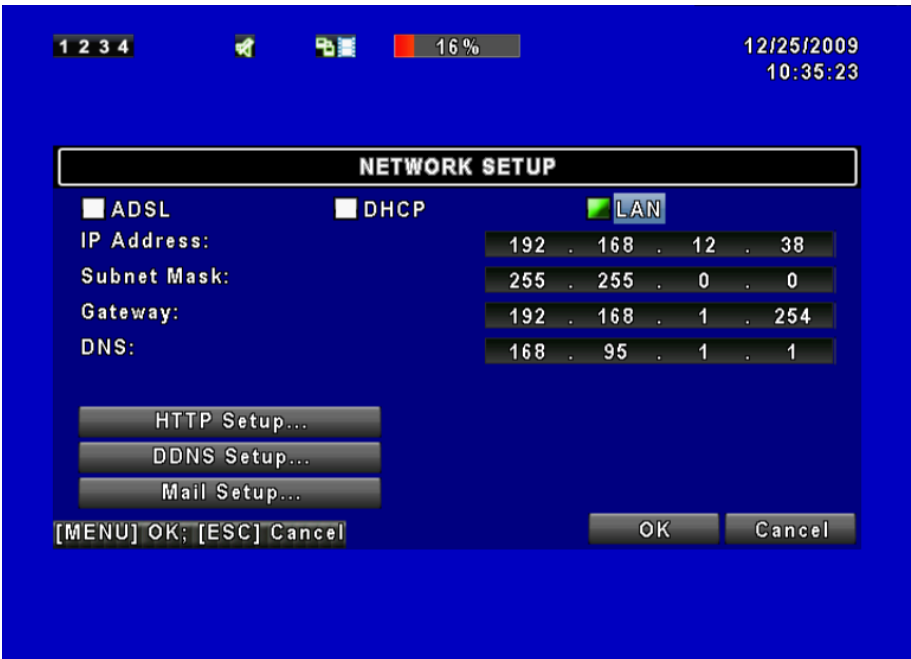 1 2 3 4 16% 12/25/2009
10:35:23
NETWORK SETUP
ADSL DHCP LAN
IP Address: 192 . 168 . 12 . 38
Subnet Mask: 255 . 255 . 0 . 0
Gateway: 192 . 168 . 1 . 254
DNS: 168 . 95 . 1 . 1
HTTP Setup...
DDNS Setup...
Mail Setup...
[MENU] OK; [ESC] Cancel OK Cancel